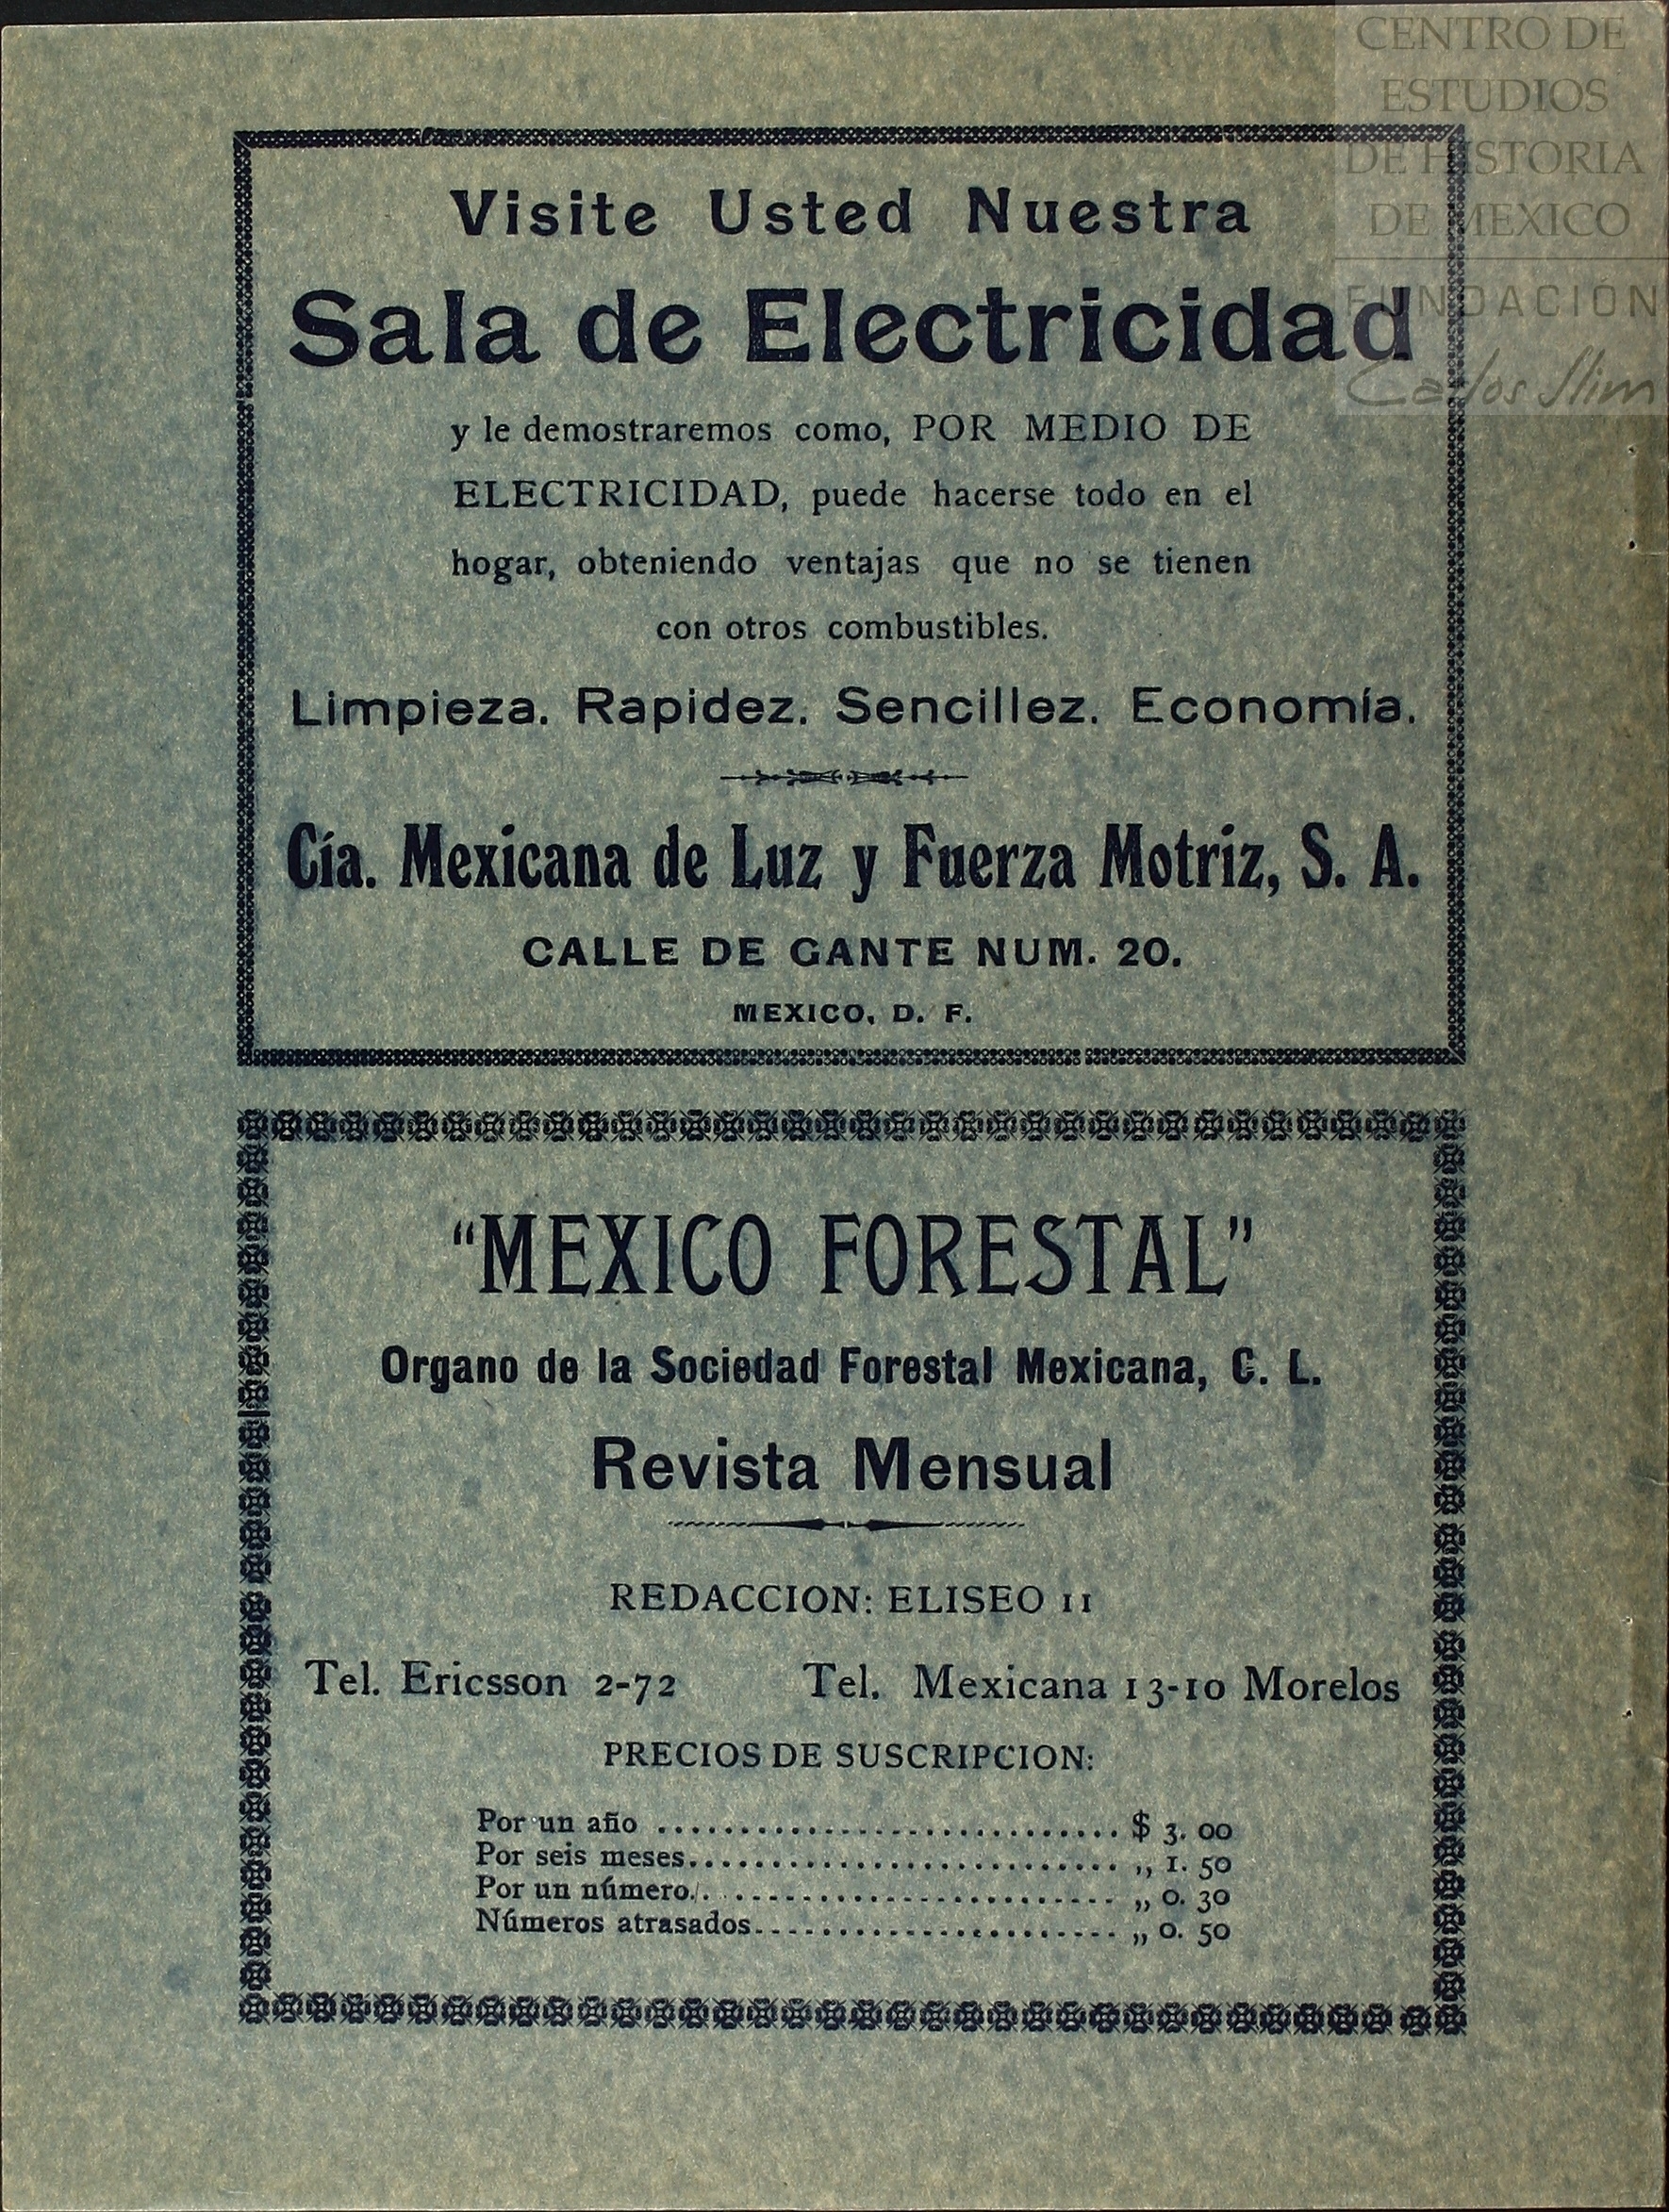 CENTRO DE
ESTUDIOS
DE HISTORIA
DE MEXICO
FUNDACIÓN
Carlos Slim
Visite Usted Nuestra
Sala de Electricidad
y le demostraremos como, POR MEDIO DE
ELECTRICIDAD, puede hacerse todo en el
hogar, obteniendo ventajas que no se tienen
con otros combustibles.
Limpieza. Rapidez. Sencillez. Economía.
Cía. Mexicana de Luz y Fuerza Motriz, S. A.
CALLE DE GANTE NUM. 20.
MEXICO, D. F.
“MEXICO FORESTAL”
Organo de la Sociedad Forestal Mexicana, C. L.
Revista Mensual
REDACCION: ELISEO 11
Tel. Ericsson 2-72 Tel. Mexicana 13-10 Morelos
PRECIOS DE SUSCRIPCION:
Por un año ............................ $ 3. 00
Por seis meses.......................... ,, 1. 50
Por un número.......................... ,, 0. 30
Números atrasados...................... ,, 0. 50